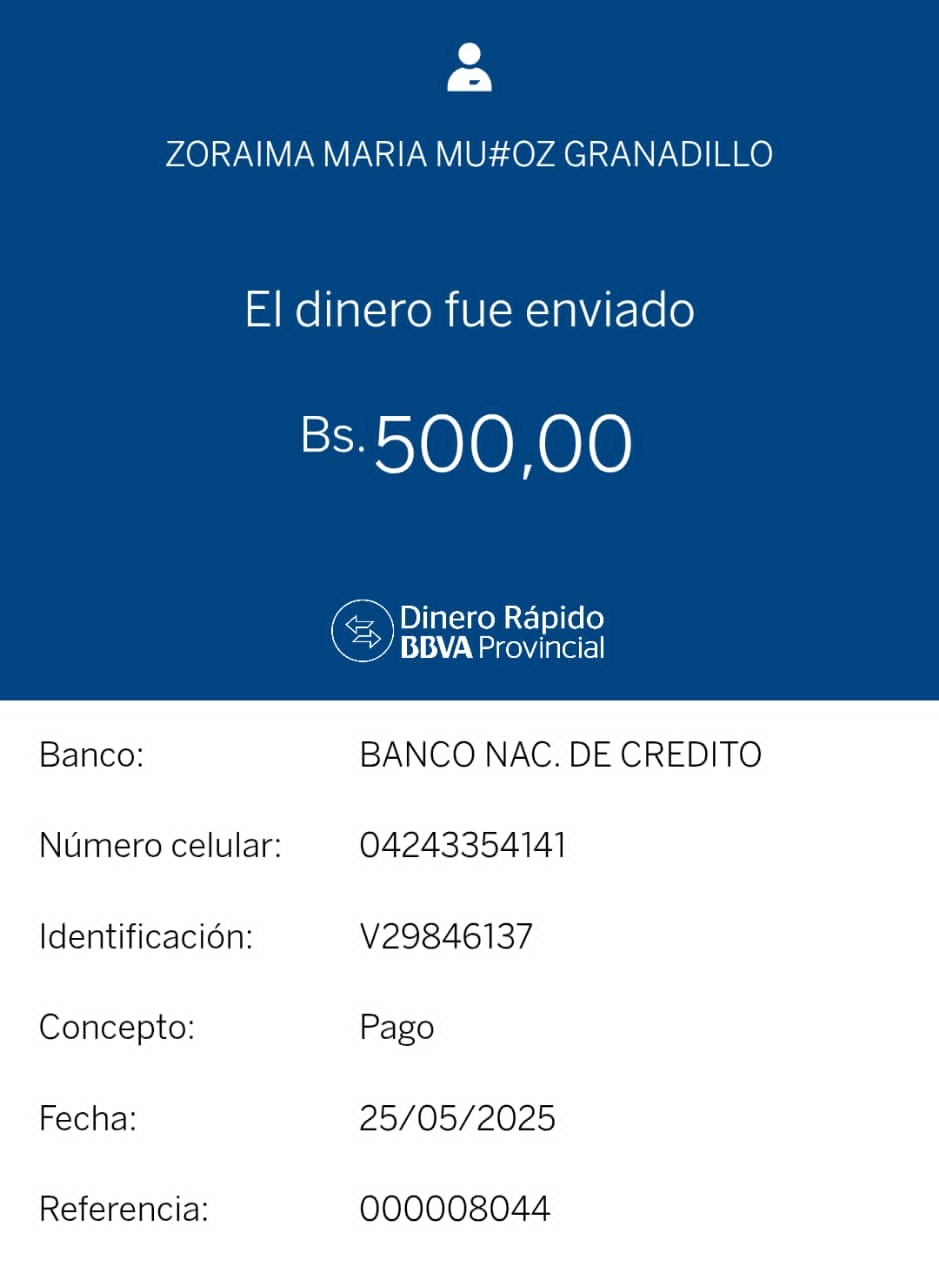 ZORAIMA MARIA MU#OZ GRANADILLO
El dinero fue enviado
Bs. 500,00
Dinero Rápido
BBVA Provincial
Banco: BANCO NAC. DE CREDITO
Número celular: 04243354141
Identificación: V29846137
Concepto: Pago
Fecha: 25/05/2025
Referencia: 000008044